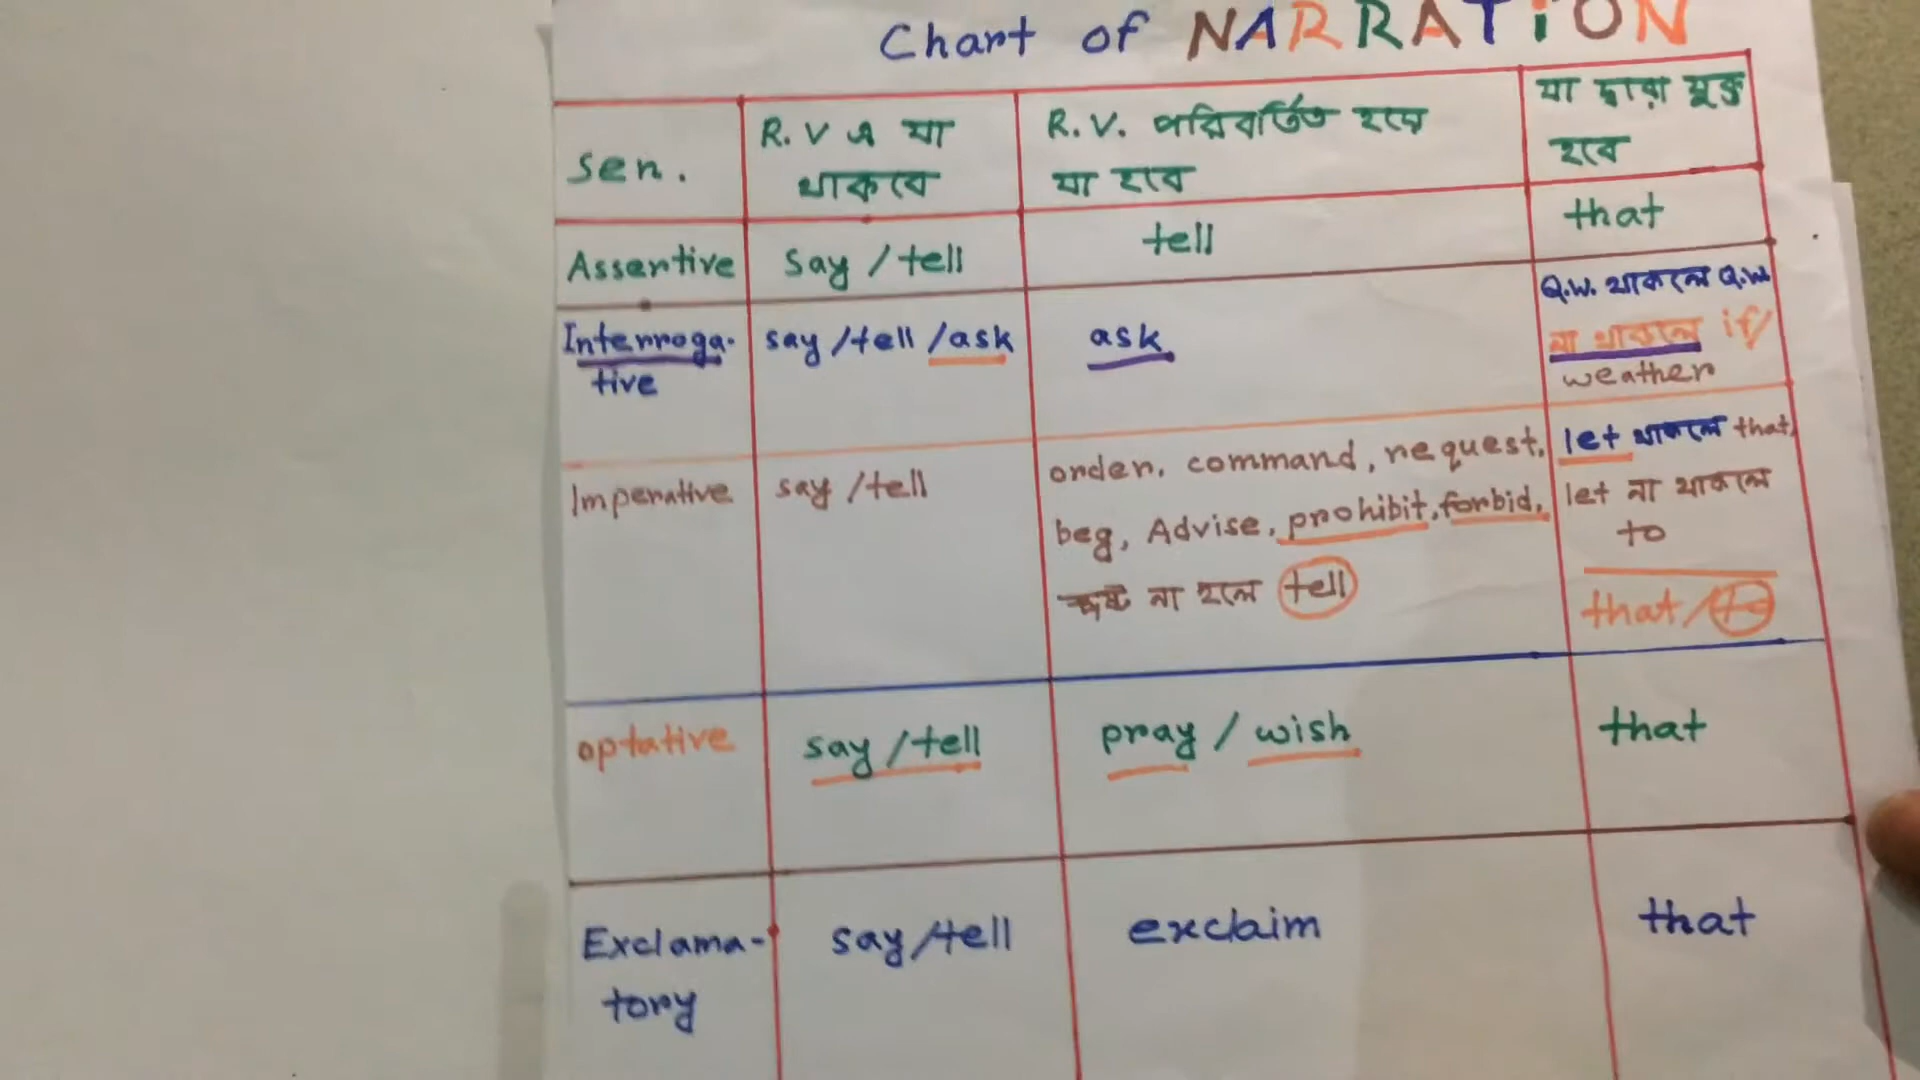 Chart of NARRATION
sen.
R. V এ যা
থাকবে
R. V. পরিবর্তিত হয়ে
যা হবে
যা দ্বারা যুক্ত
হবে
Assertive
say / tell
tell
that
Interroga-
tive
say /tell /ask
ask
Q.W. থাকলে Q.W.
না থাকলে if/
weather
Imperative
say /tell
order, command, request,
beg, Advise, prohibit, forbid,
না হলে tell
let থাকলে that,
let না থাকলে
to
that / to
optative
say /tell
pray / wish
that
Exclama-
tory
say/tell
exclaim
that